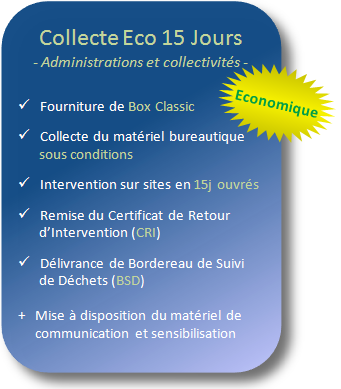 Collecte Eco 15 Jours
- Administrations et collectivités -
Economique
✓ Fourniture de Box Classic
✓ Collecte du matériel bureautique
sous conditions
✓ Intervention sur sites en 15j ouvrés
✓ Remise du Certificat de Retour
d'Intervention (CRI)
✓ Délivrance de Bordereau de Suivi
de Déchets (BSD)
+ Mise à disposition du matériel de
communication et sensibilisation